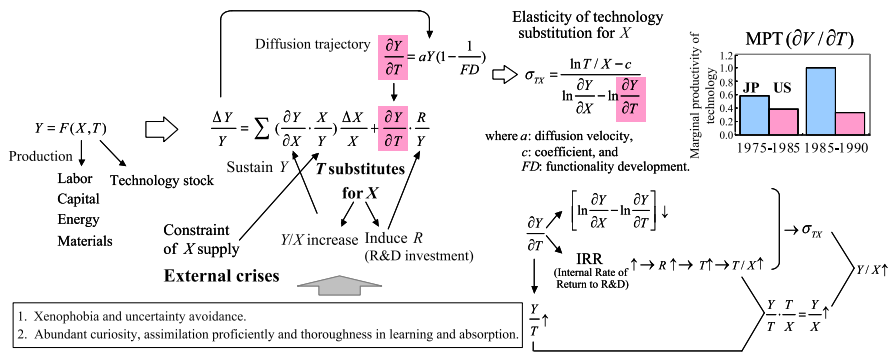 Elasticity of technology
substitution for X
Diffusion trajectory
∂Y/∂T = aY(1 − 1/FD)
σ_TX = (ln T / X − c) / (ln ∂Y/∂X − ln ∂Y/∂T)
MPT (∂V / ∂T)
Marginal productivity of
technology
1.2
1.0
0.8
0.6
0.4
0.2
0.0
JP US
1975-1985 1985-1990
Y = F(X,T)
ΔY/Y = ∑ (∂Y/∂X · X/Y) ΔX/X + ∂Y/∂T · R/Y
where a: diffusion velocity,
c: coefficient, and
FD: functionality development.
Production
Labor
Capital
Energy
Materials
Technology stock
Sustain Y
T substitutes
for X
Constraint
of X supply
External crises
Y/X increase
Induce R
(R&D investment)
∂Y/∂T
[ln ∂Y/∂X − ln ∂Y/∂T] ↓
→ σ_TX
IRR
(Internal Rate of
Return to R&D)
↑ → R ↑ → T ↑ → T / X ↑
Y / X ↑
Y/T ↑
Y/T · T/X = Y/X ↑
1. Xenophobia and uncertainty avoidance.
2. Abundant curiosity, assimilation proficiently and thoroughness in learning and absorption.